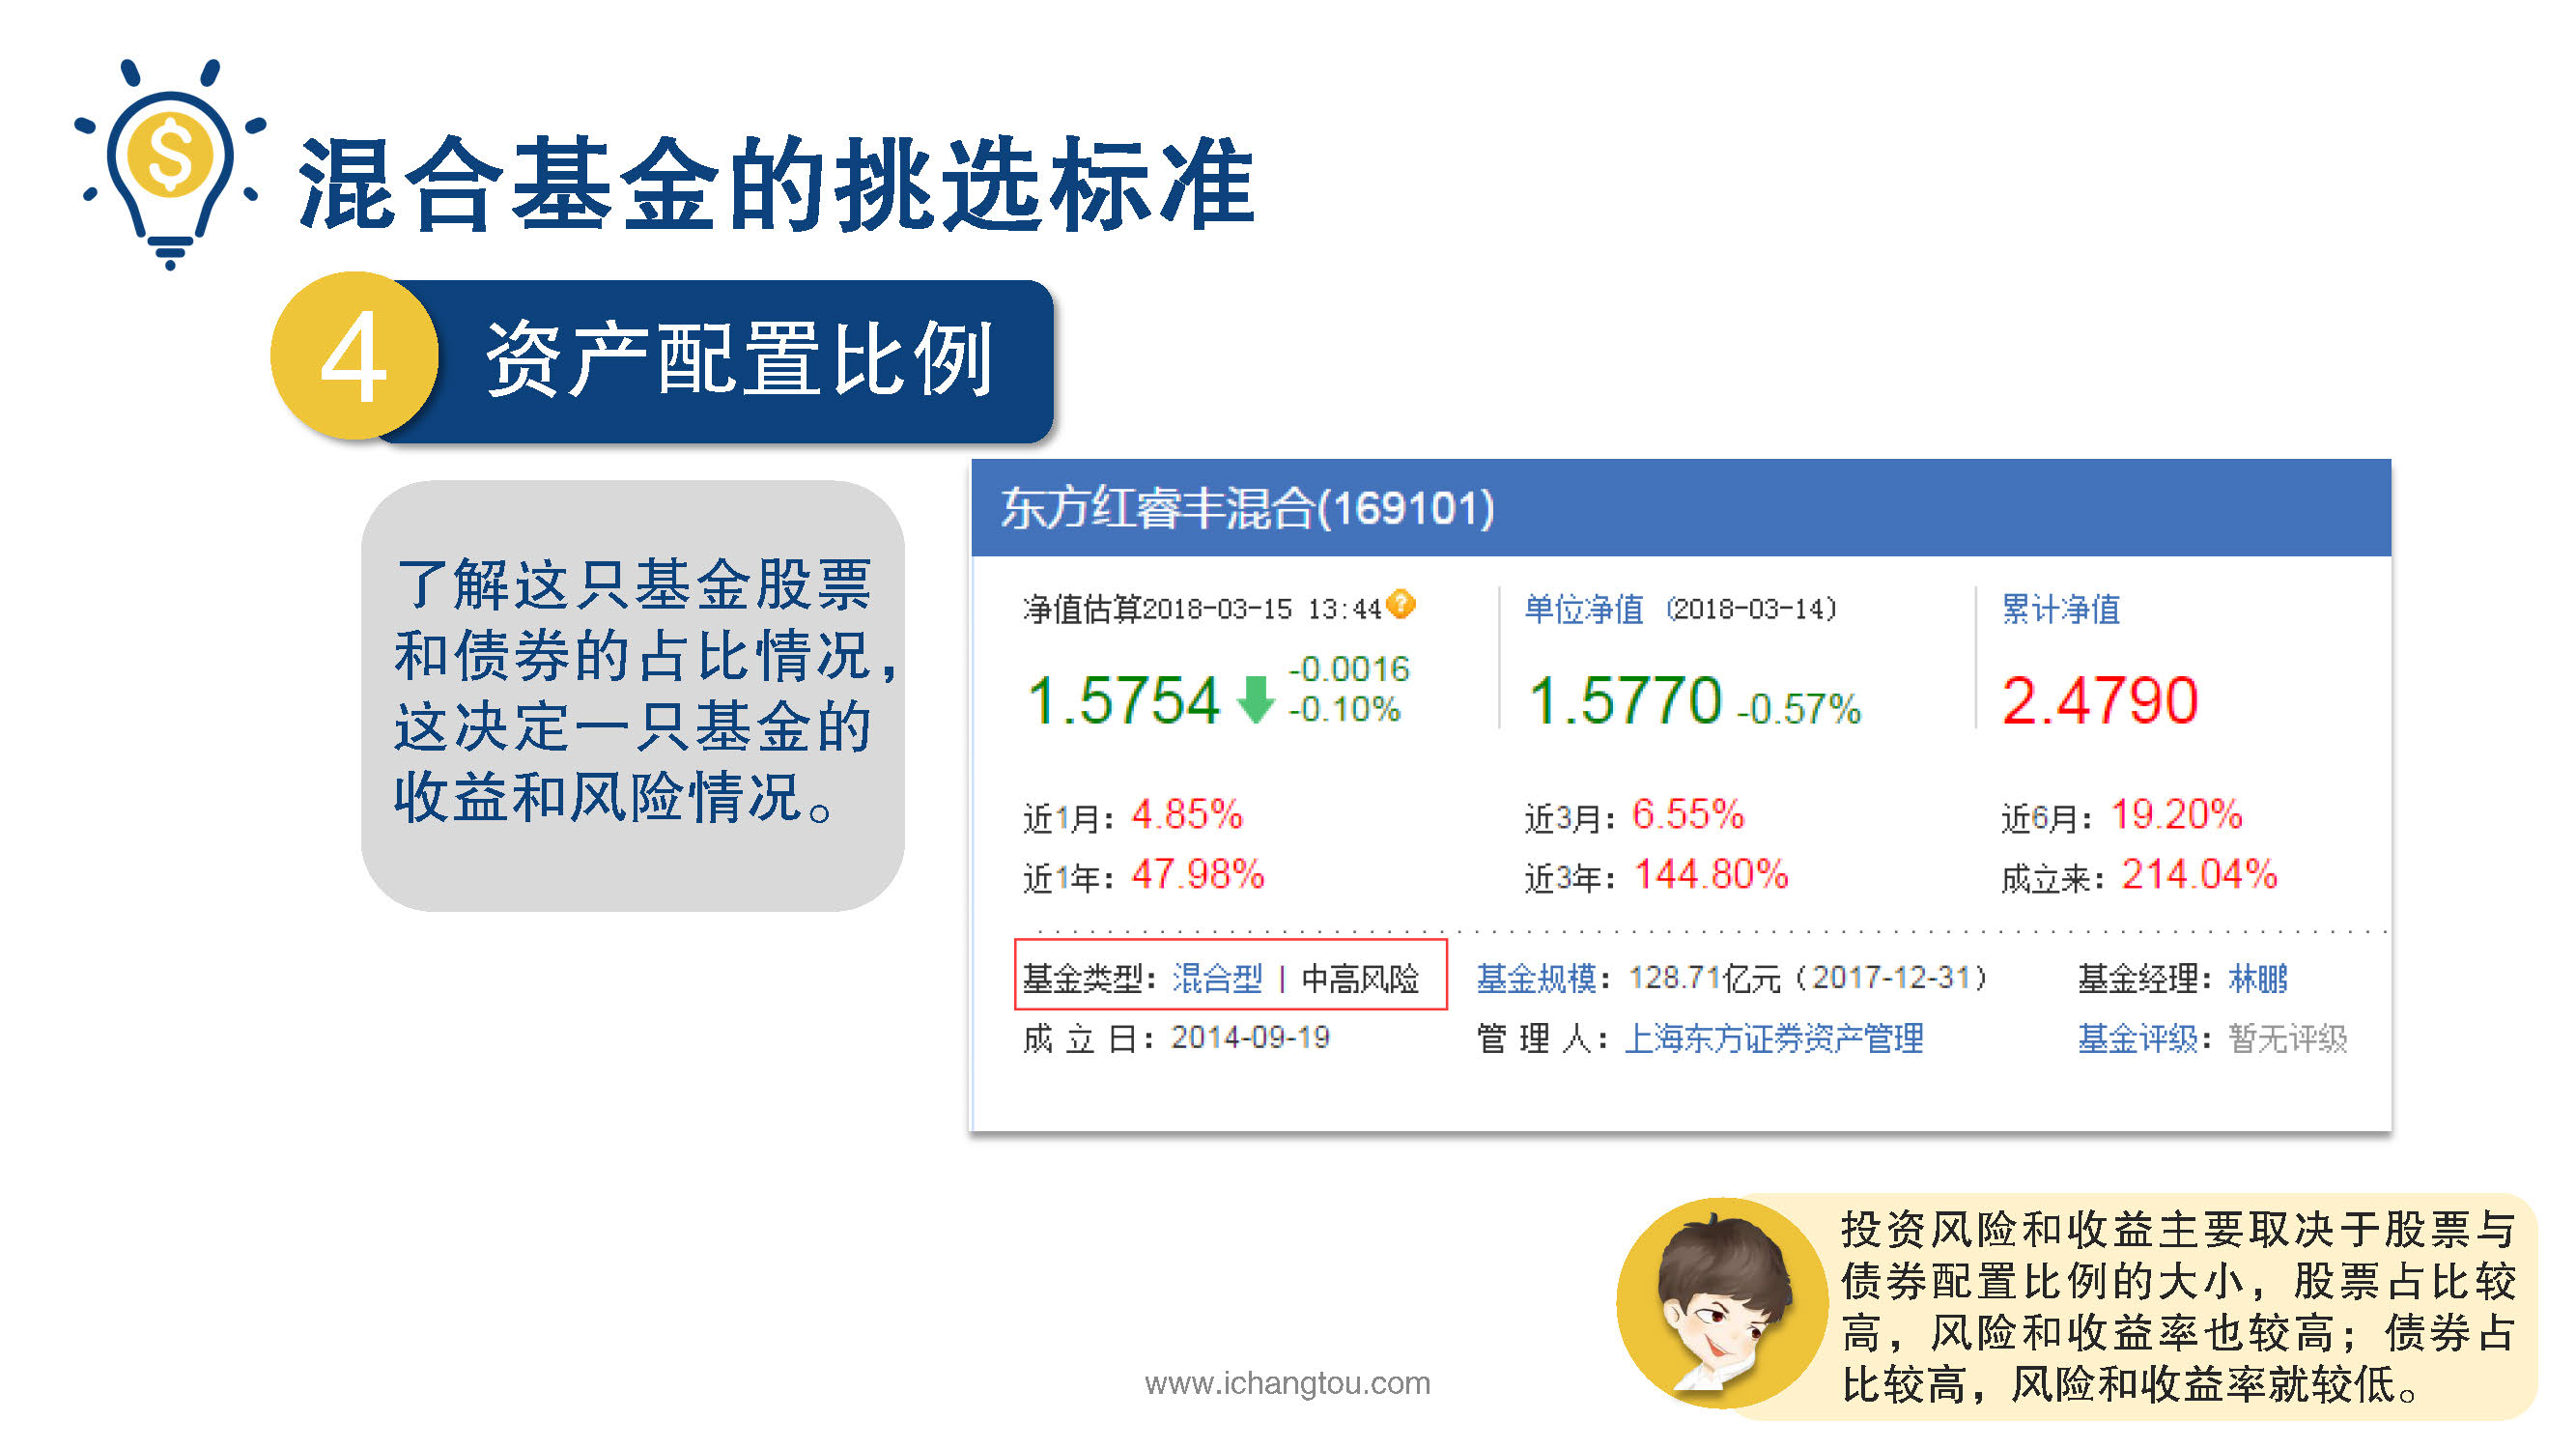 $
混合基金的挑选标准
4 资产配置比例
了解这只基金股票
和债券的占比情况，
这决定一只基金的
收益和风险情况。
东方红睿丰混合(169101)
净值估算2018-03-15 13:44 ? 单位净值（2018-03-14） 累计净值
1.5754 -0.0016 -0.10% 1.5770 -0.57% 2.4790
近1月：4.85% 近3月：6.55% 近6月：19.20%
近1年：47.98% 近3年：144.80% 成立来：214.04%
基金类型：混合型 | 中高风险 基金规模：128.71亿元（2017-12-31） 基金经理：林鹏
成 立 日：2014-09-19 管 理 人：上海东方证券资产管理 基金评级：暂无评级
投资风险和收益主要取决于股票与
债券配置比例的大小，股票占比较
高，风险和收益率也较高；债券占
比较高，风险和收益率就较低。
www.ichangtou.com